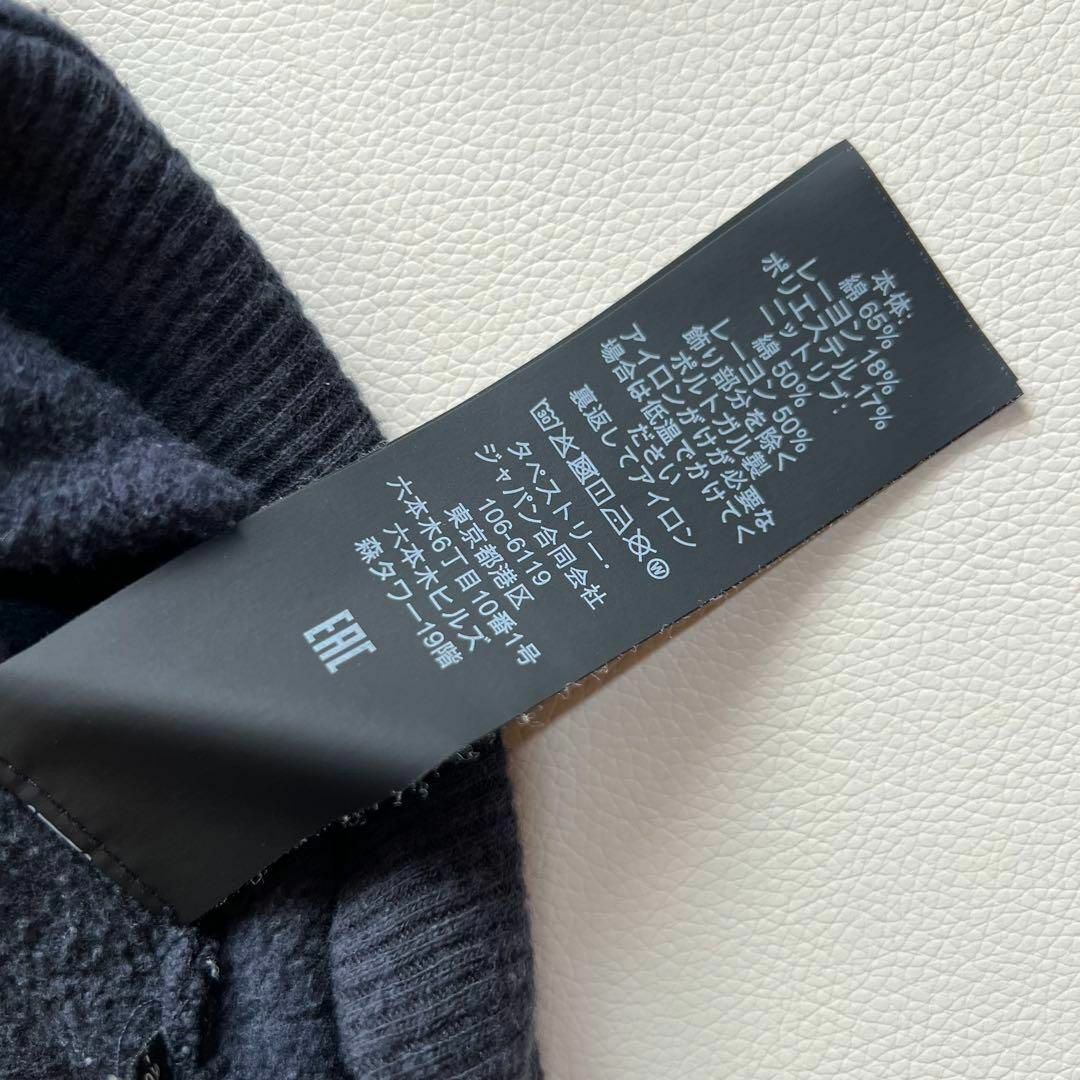 本体:
綿 65%
レーヨン 18%
ポリエステル 17%
ニットリブ:
綿 50%
レーヨン 50%
飾り部分を除く
ポルトガル製
アイロンがけが必要な
場合は低温でかけてく
ださい
裏返してアイロン
30
W
タペストリー・
ジャパン合同会社
106-6119
東京都港区
六本木6丁目10番1号
六本木ヒルズ
森タワー19階
EAC